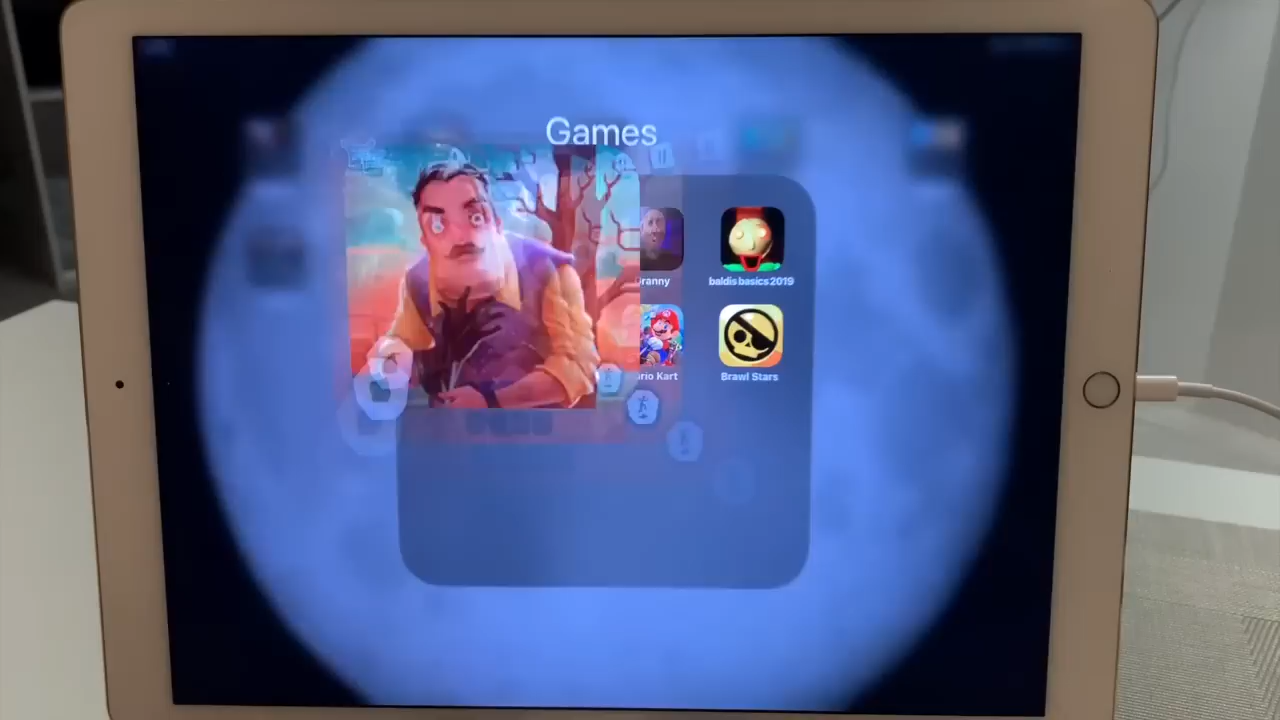 Games
ranny
baldis basics 2019
rio Kart
Brawl Stars